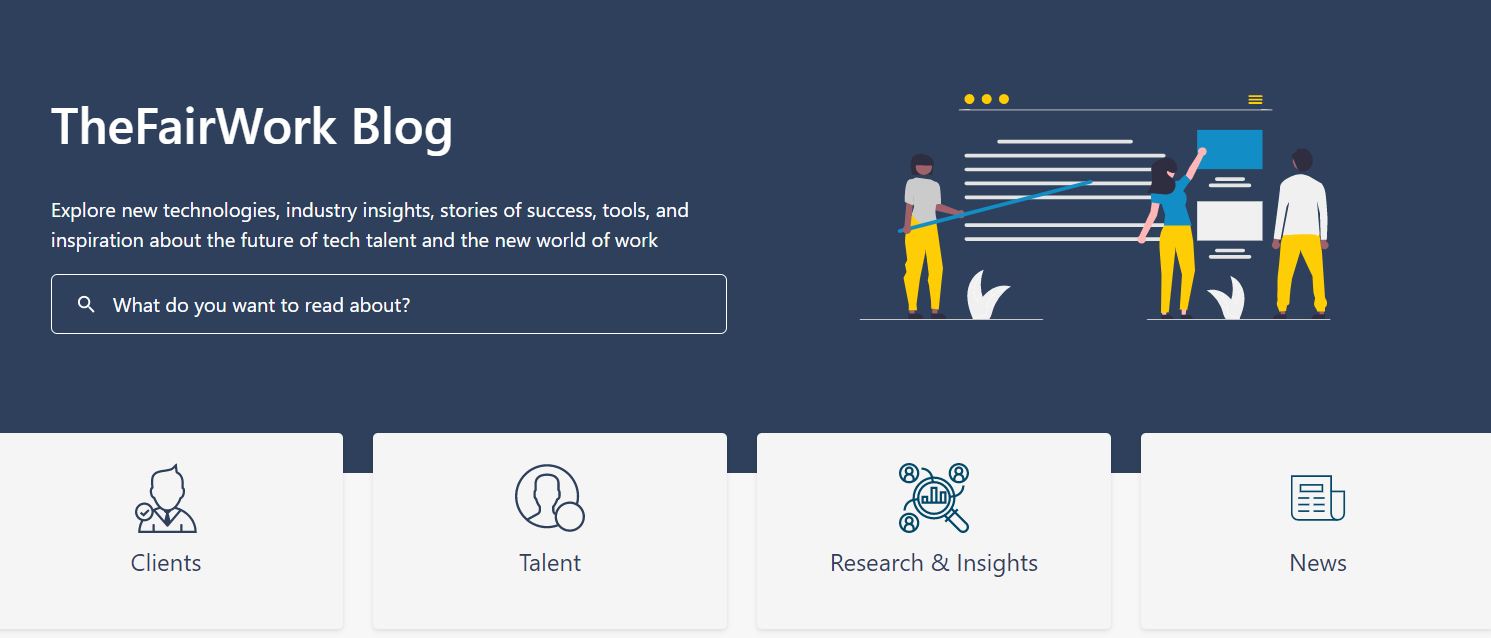 TheFairWork Blog
Explore new technologies, industry insights, stories of success, tools, and
inspiration about the future of tech talent and the new world of work
What do you want to read about?
Clients
Talent
Research & Insights
News